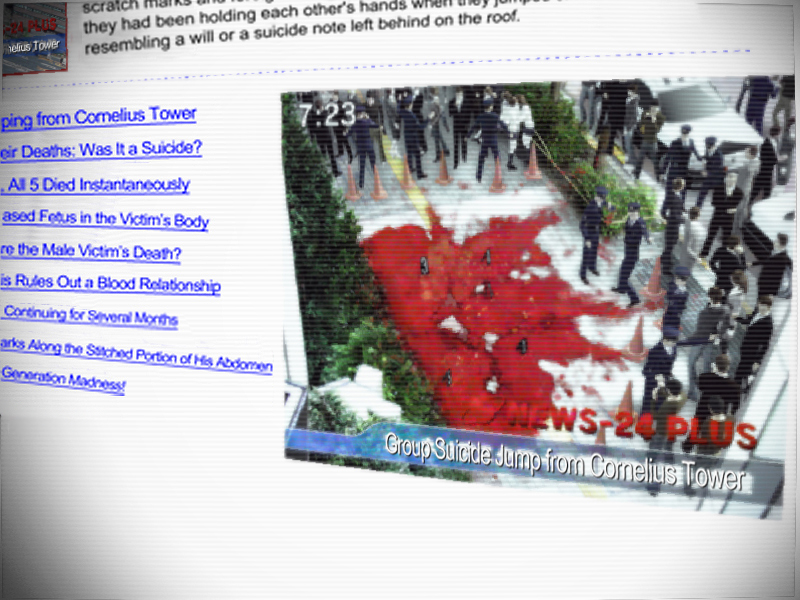 scratch marks and
they had been holding each other's hands when they jumped
resembling a will or a suicide note left behind on the roof.
-24 PLUS
nelius Tower
ping from Cornelius Tower
eir Deaths; Was It a Suicide?
, All 5 Died Instantaneously
ased Fetus in the Victim's Body
re the Male Victim's Death?
is Rules Out a Blood Relationship
Continuing for Several Months
arks Along the Stitched Portion of His Abdomen
Generation Madness!
7:23
NEWS-24 PLUS
Group Suicide Jump from Cornelius Tower